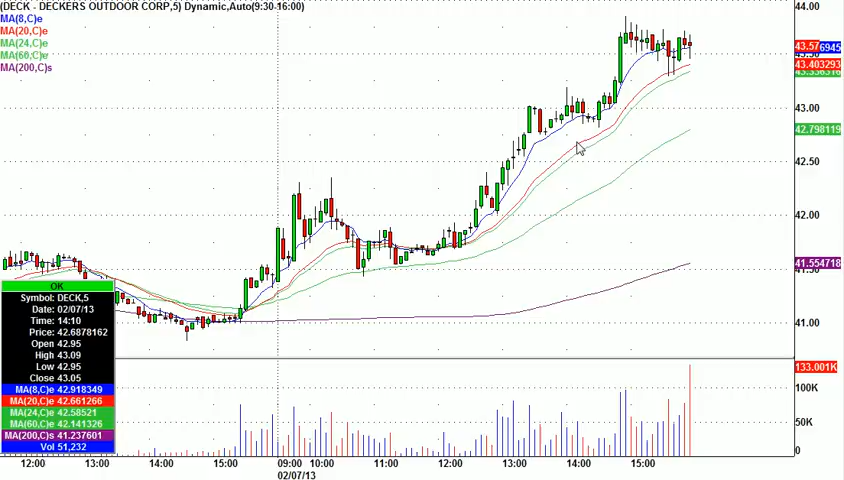 (DECK - DECKERS OUTDOOR CORP,5) Dynamic,Auto(9:30-16:00)
MA(8,C)e
MA(20,C)e
MA(24,C)e
MA(60,C)e
MA(200,C)s
44.00
43.57
6945
43.403293
43.00
42.798119
42.50
42.00
41.554718
41.00
OK
Symbol: DECK,5
Date: 02/07/13
Time: 14:10
Price: 42.6878162
Open 42.95
High 43.09
Low 42.95
Close 43.05
MA(8,C)e 42.918349
MA(20,C)e 42.661266
MA(24,C)e 42.58521
MA(60,C)e 42.141326
MA(200,C)s 41.237601
Vol 51,232
133.001K
100K
50K
0
12:00 13:00 14:00 15:00 09:00 10:00 11:00 12:00 13:00 14:00 15:00
02/07/13